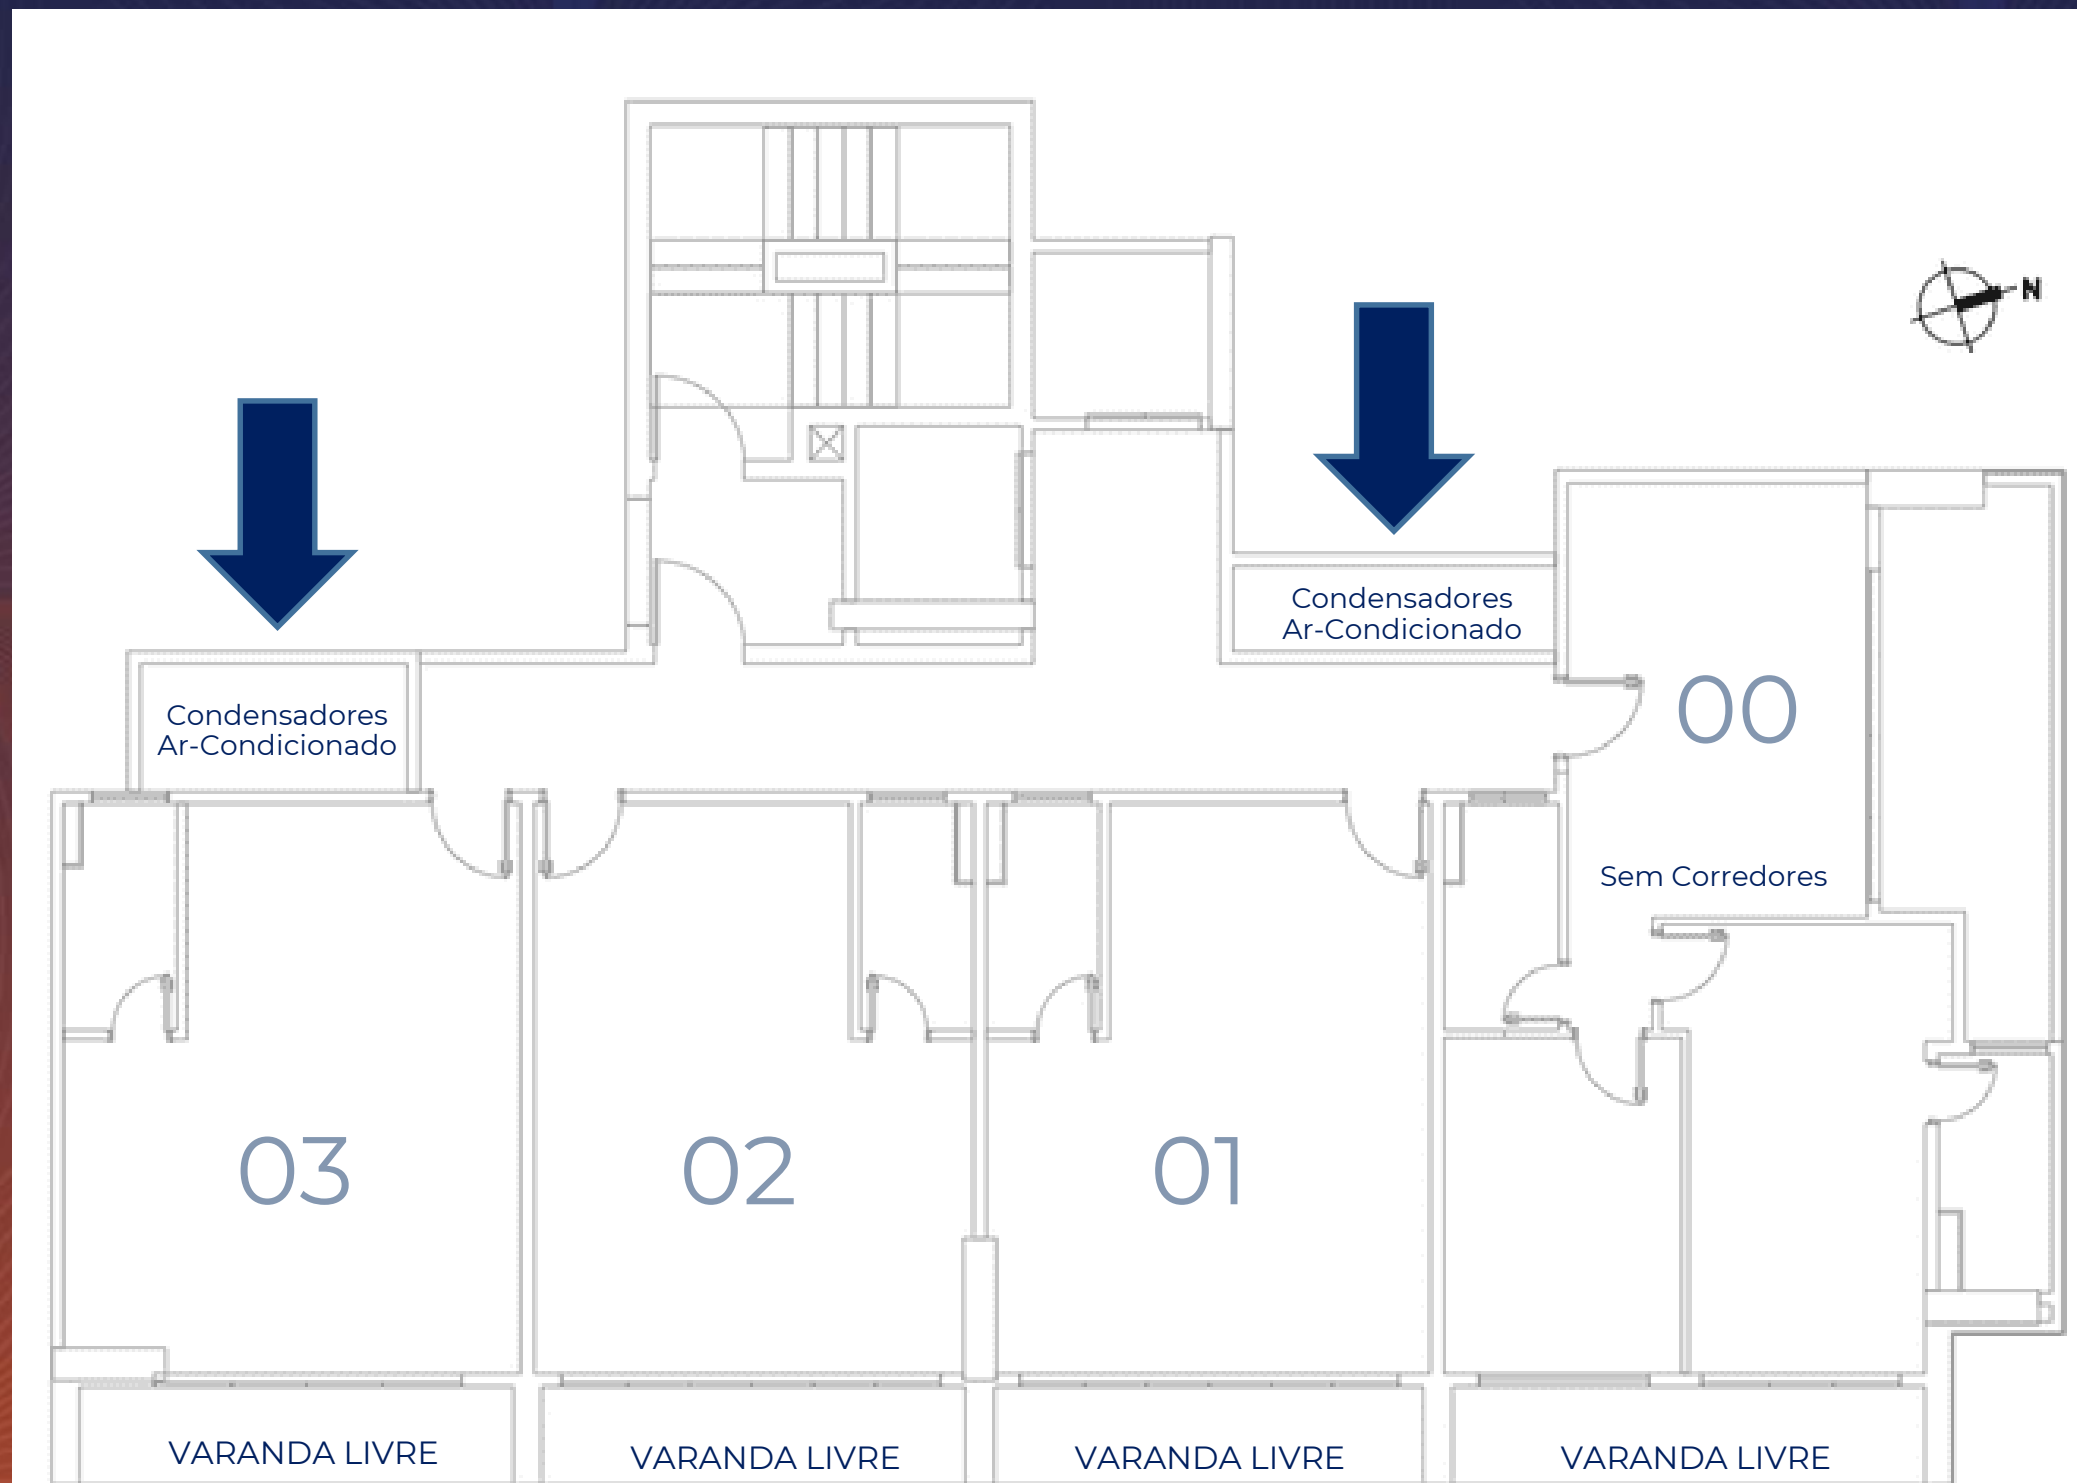 N
Condensadores
Ar-Condicionado
Condensadores
Ar-Condicionado
00
Sem Corredores
03
02
01
VARANDA LIVRE
VARANDA LIVRE
VARANDA LIVRE
VARANDA LIVRE